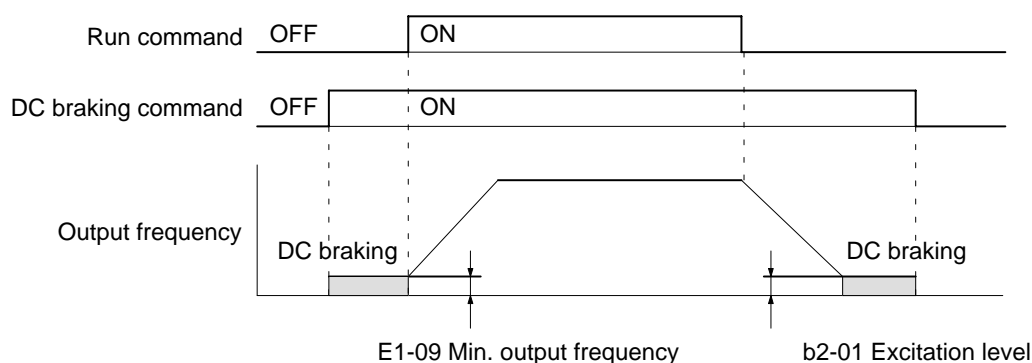 Run command OFF ON
DC braking command OFF ON
Output frequency
DC braking DC braking
E1-09 Min. output frequency b2-01 Excitation level